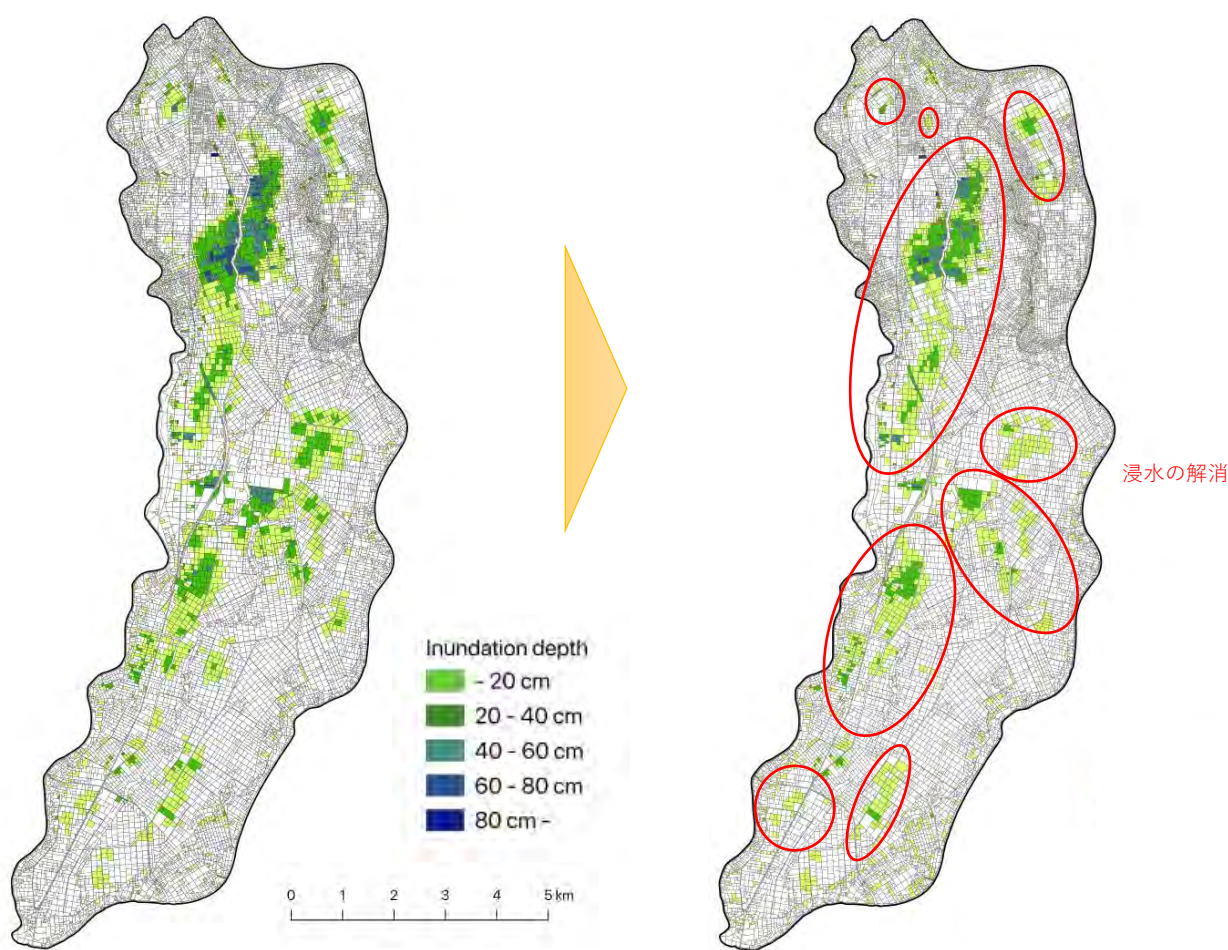 浸水の解消
Inundation depth
- 20 cm
20 - 40 cm
40 - 60 cm
60 - 80 cm
80 cm -
0 1 2 3 4 5 km